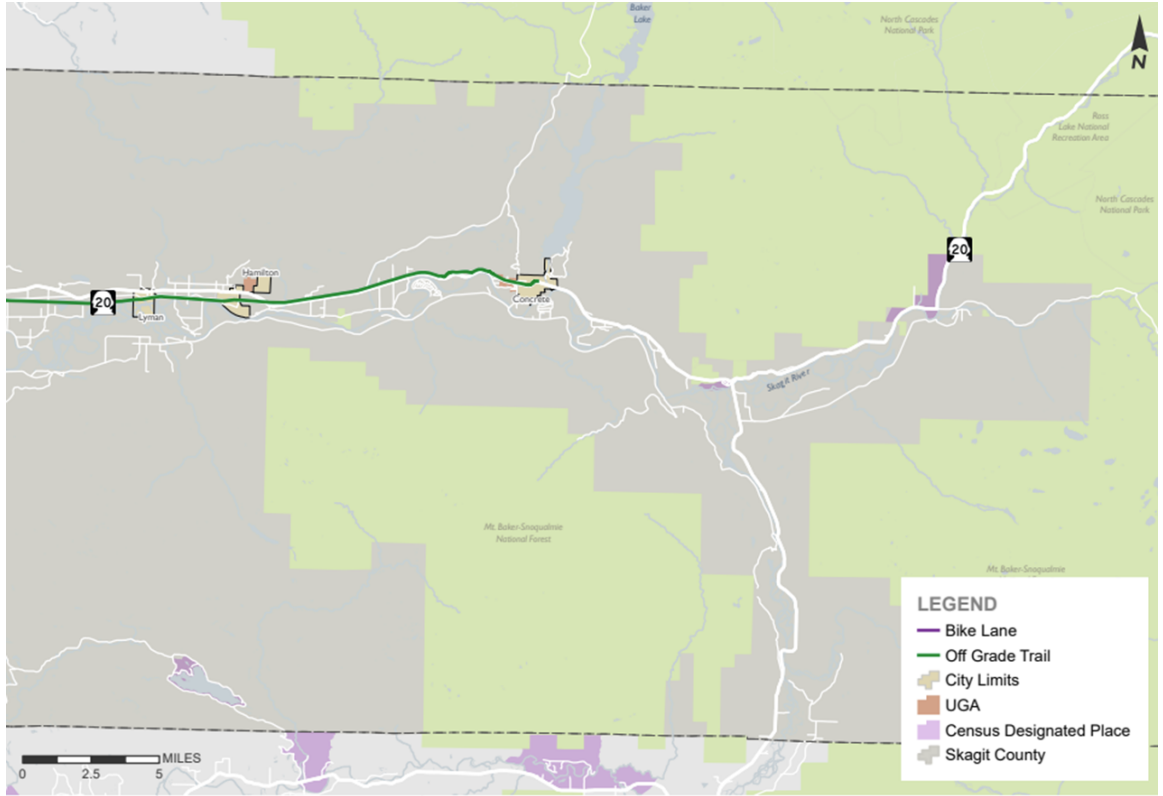 Baker
Lake
North Cascades
National Park
N
Ross
Lake National
Recreation Area
North Cascades
National Park
20
Hamilton
20
Lyman
Concrete
Skagit River
Mt. Baker-Snoqualmie
National Forest
Mt. Baker-Snoqualmie
LEGEND
Bike Lane
Off Grade Trail
City Limits
UGA
Census Designated Place
Skagit County
MILES
0 2.5 5